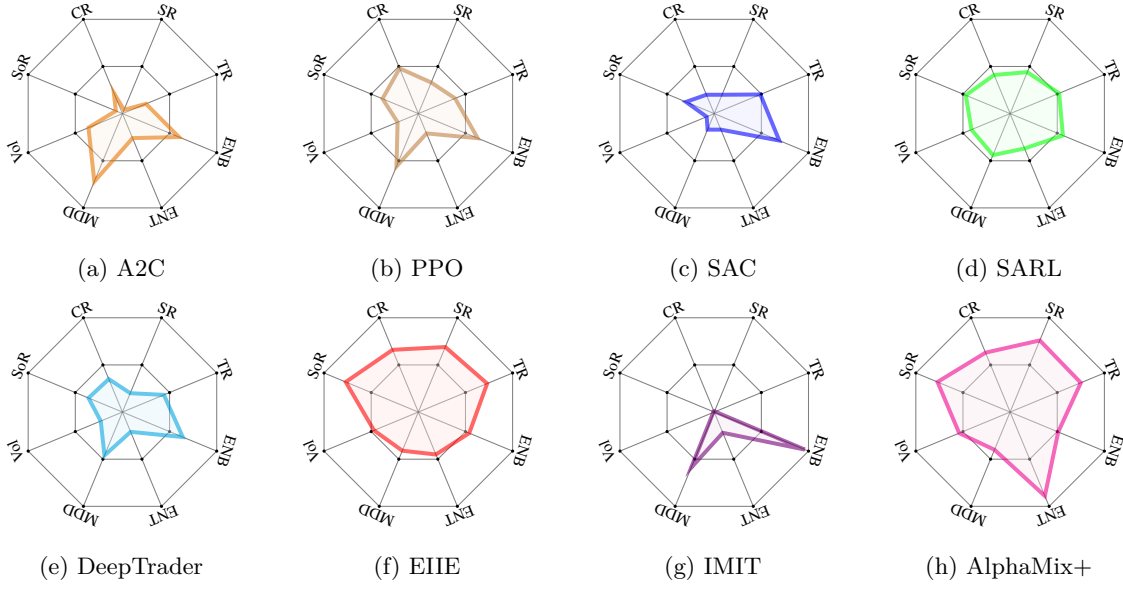 CR SR CR SR CR SR CR SR
SoR TR SoR TR SoR TR SoR TR
Vol ENB Vol ENB Vol ENB Vol ENB
MDD ENT MDD ENT MDD ENT MDD ENT
(a) A2C (b) PPO (c) SAC (d) SARL
CR SR CR SR CR SR CR SR
SoR TR SoR TR SoR TR SoR TR
Vol ENB Vol ENB Vol ENB Vol ENB
MDD ENT MDD ENT MDD ENT MDD ENT
(e) DeepTrader (f) EIIE (g) IMIT (h) AlphaMix+